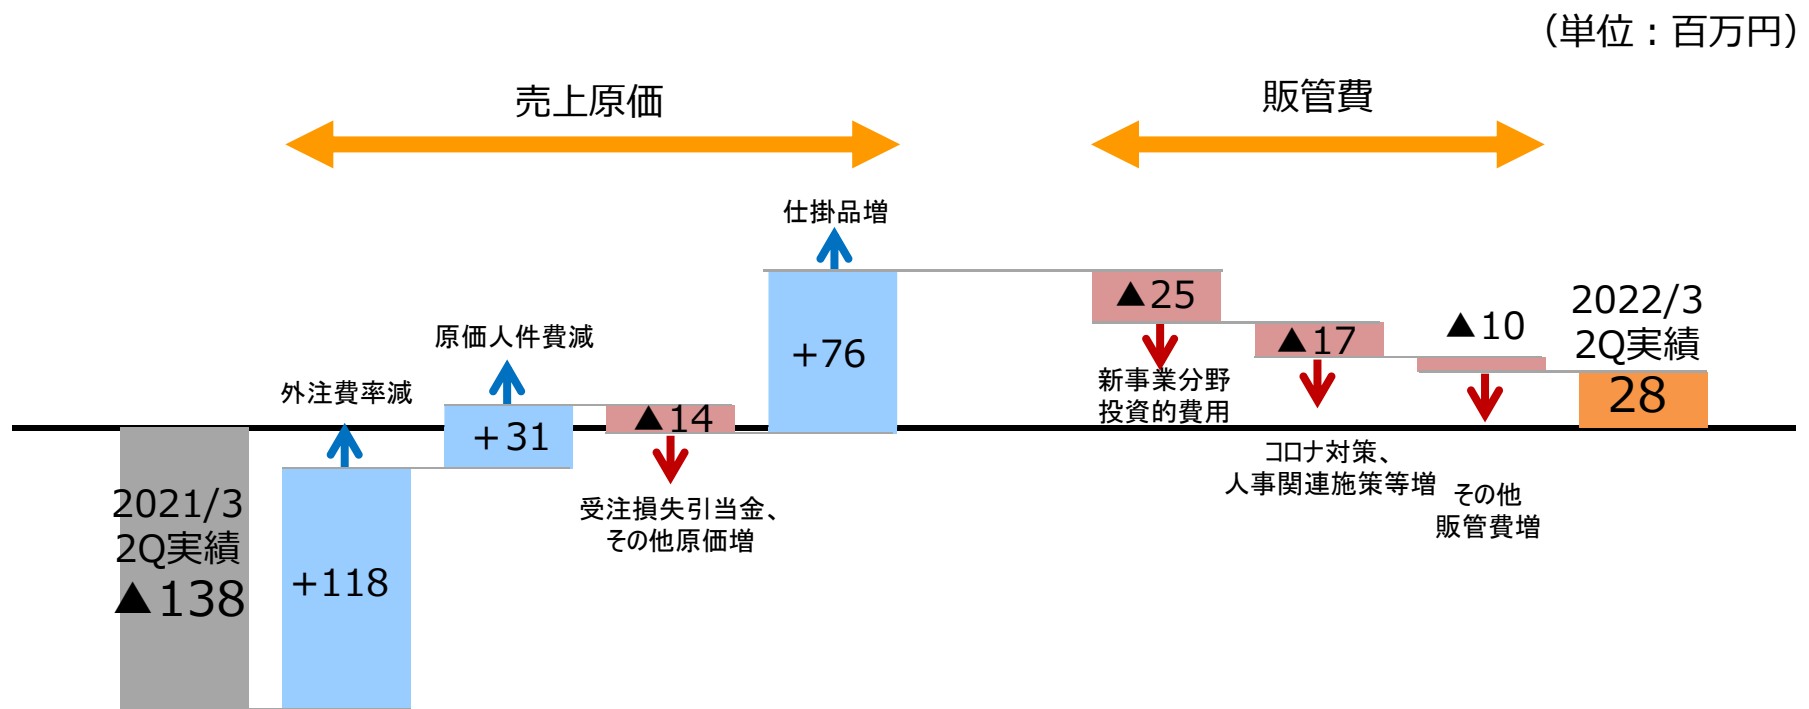 （単位：百万円）
売上原価
販管費
仕掛品増
+76
▲25
新事業分野
投資的費用
▲17
コロナ対策、
人事関連施策等増
▲10
その他
販管費増
2022/3
2Q実績
28
原価人件費減
+31
外注費率減
+118
▲14
受注損失引当金、
その他原価増
2021/3
2Q実績
▲138